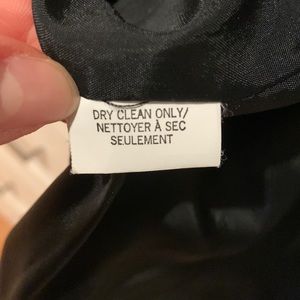 DRY CLEAN ONLY/
NETTOYER À SEC
SEULEMENT